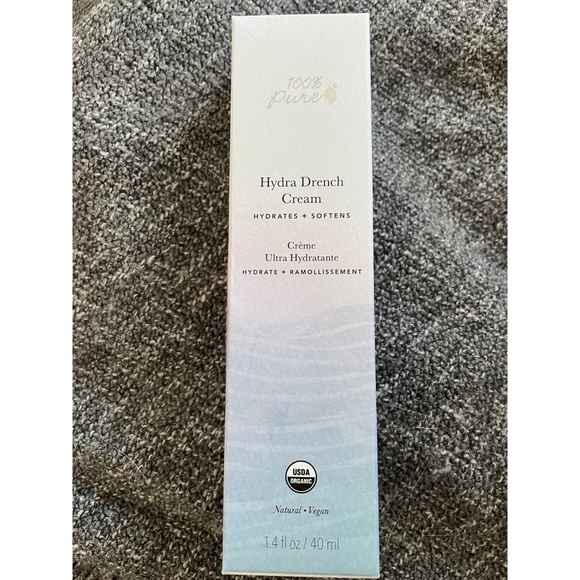 100%
pure
Hydra Drench
Cream
HYDRATES + SOFTENS
Crème
Ultra Hydratante
HYDRATE + RAMOLLISSEMENT
USDA
ORGANIC
Natural • Vegan
1.4 fl oz / 40 ml